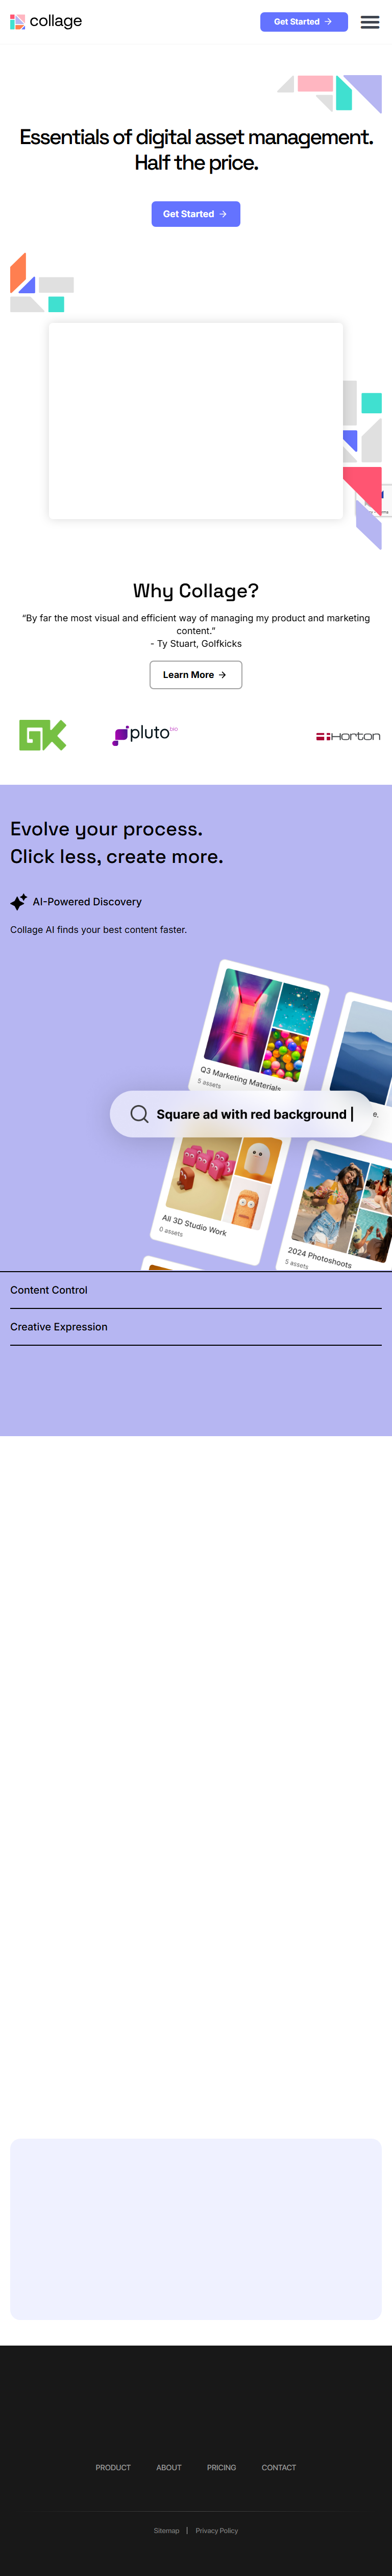 collage
Get Started →
Essentials of digital asset management.
Half the price.
Get Started →
Why Collage?
“By far the most visual and efficient way of managing my product and marketing
content.”
- Ty Stuart, Golfkicks
Learn More →
GK
pluto bio
Horton
Evolve your process.
Click less, create more.
AI-Powered Discovery
Collage AI finds your best content faster.
Q3 Marketing Materials
5 assets
Square ad with red background
All 3D Studio Work
0 assets
2024 Photoshoots
5 assets
Content Control
Creative Expression
PRODUCT ABOUT PRICING CONTACT
Sitemap | Privacy Policy